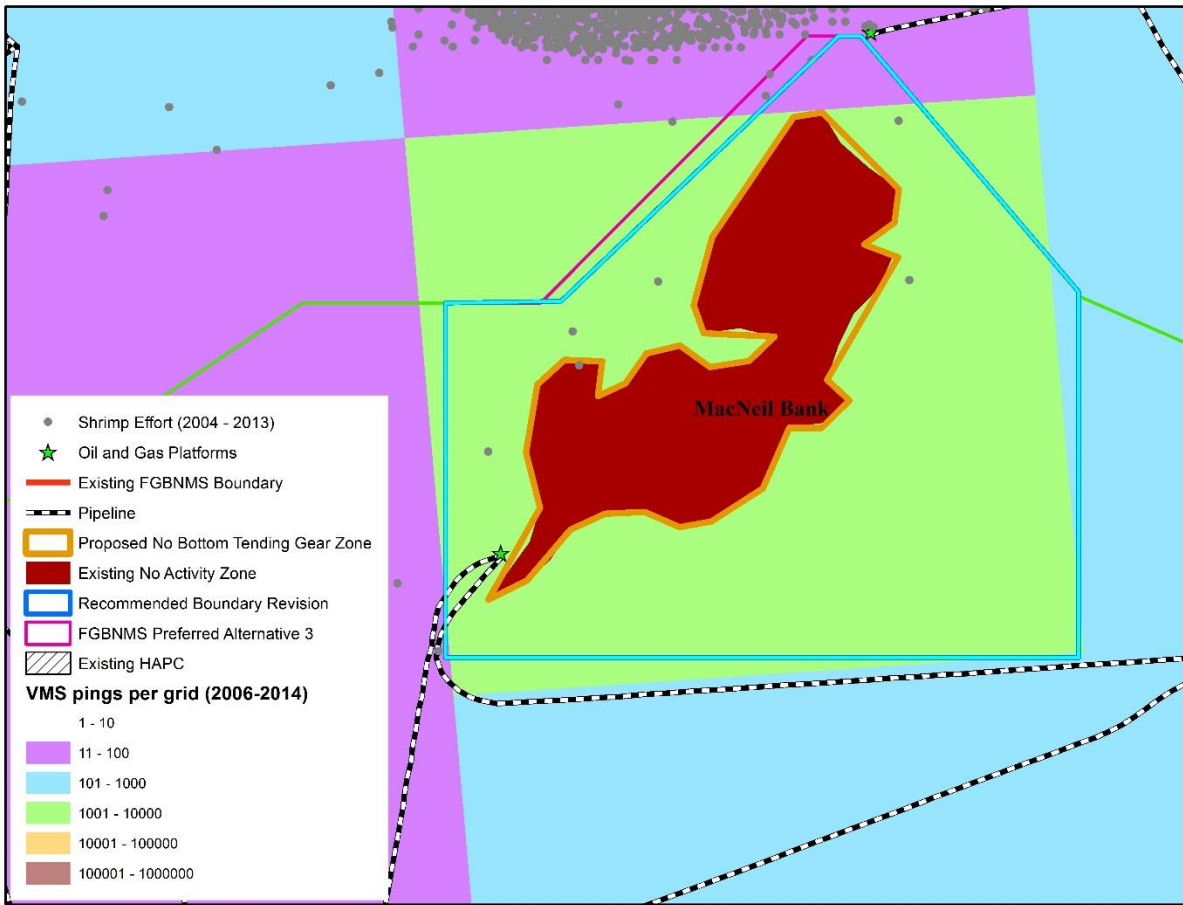 MacNeil Bank
Shrimp Effort (2004 - 2013)
Oil and Gas Platforms
Existing FGBNMS Boundary
Pipeline
Proposed No Bottom Tending Gear Zone
Existing No Activity Zone
Recommended Boundary Revision
FGBNMS Preferred Alternative 3
Existing HAPC
VMS pings per grid (2006-2014)
1 - 10
11 - 100
101 - 1000
1001 - 10000
10001 - 100000
100001 - 1000000